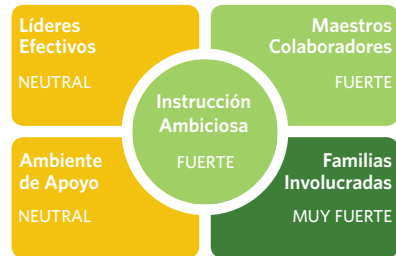 Líderes
Efectivos
NEUTRAL
Maestros
Colaboradores
FUERTE
Instrucción
Ambiciosa
FUERTE
Ambiente
de Apoyo
NEUTRAL
Familias
Involucradas
MUY FUERTE